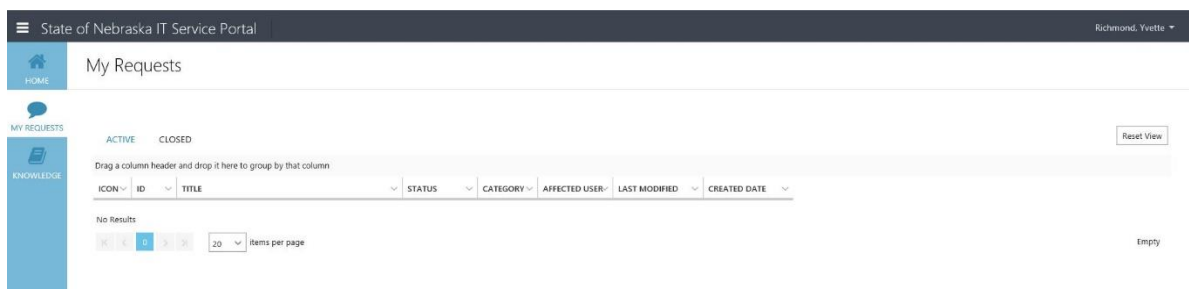 State of Nebraska IT Service Portal
Richmond, Yvette
HOME
My Requests
MY REQUESTS
ACTIVE CLOSED
Reset View
KNOWLEDGE
Drag a column header and drop it here to group by that column
ICON ID TITLE STATUS CATEGORY AFFECTED USER LAST MODIFIED CREATED DATE
No Results
0 20 items per page
Empty